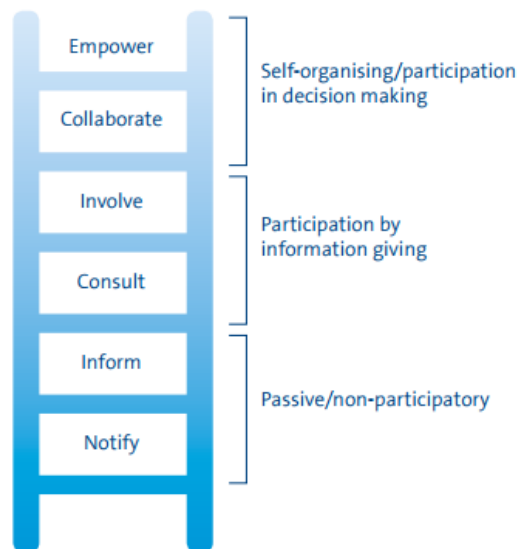 Empower
Self-organising/participation
in decision making
Collaborate
Involve
Participation by
information giving
Consult
Inform
Passive/non-participatory
Notify